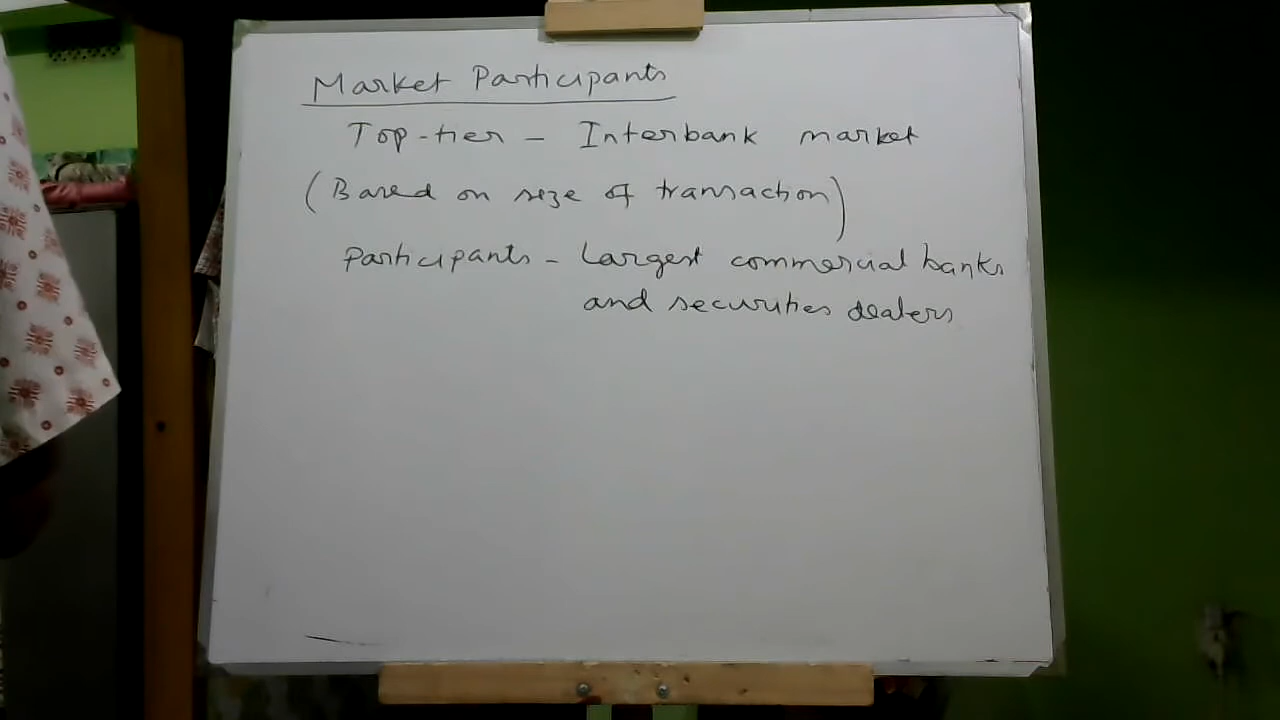 Market Participants
Top-tier - Interbank market
(Based on size of transaction)
Participants - Largest commercial banks
and securities dealers